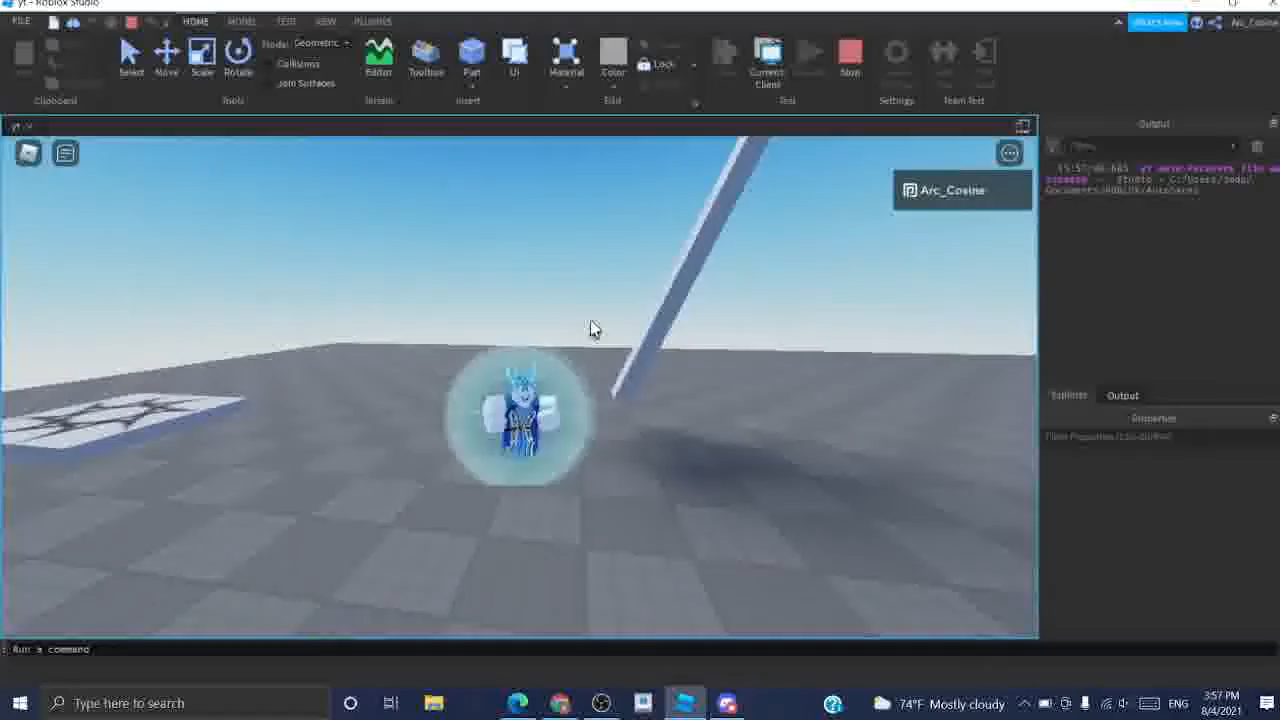 yt - Roblox Studio
FILE HOME MODEL TEST VIEW PLUGINS What's New Arc_Cosine
Mode: Geometric
Collisions
Join Surfaces
Select Move Scale Rotate Editor Toolbox Part UI Material Color Lock Current Client Stop
Clipboard Tools Terrain Insert Edit Test Settings Team Test
Output
Arc_Cosine
Explorer Output
Properties
Run a command
Type here to search
74°F Mostly cloudy ENG
3:57 PM
8/4/2021